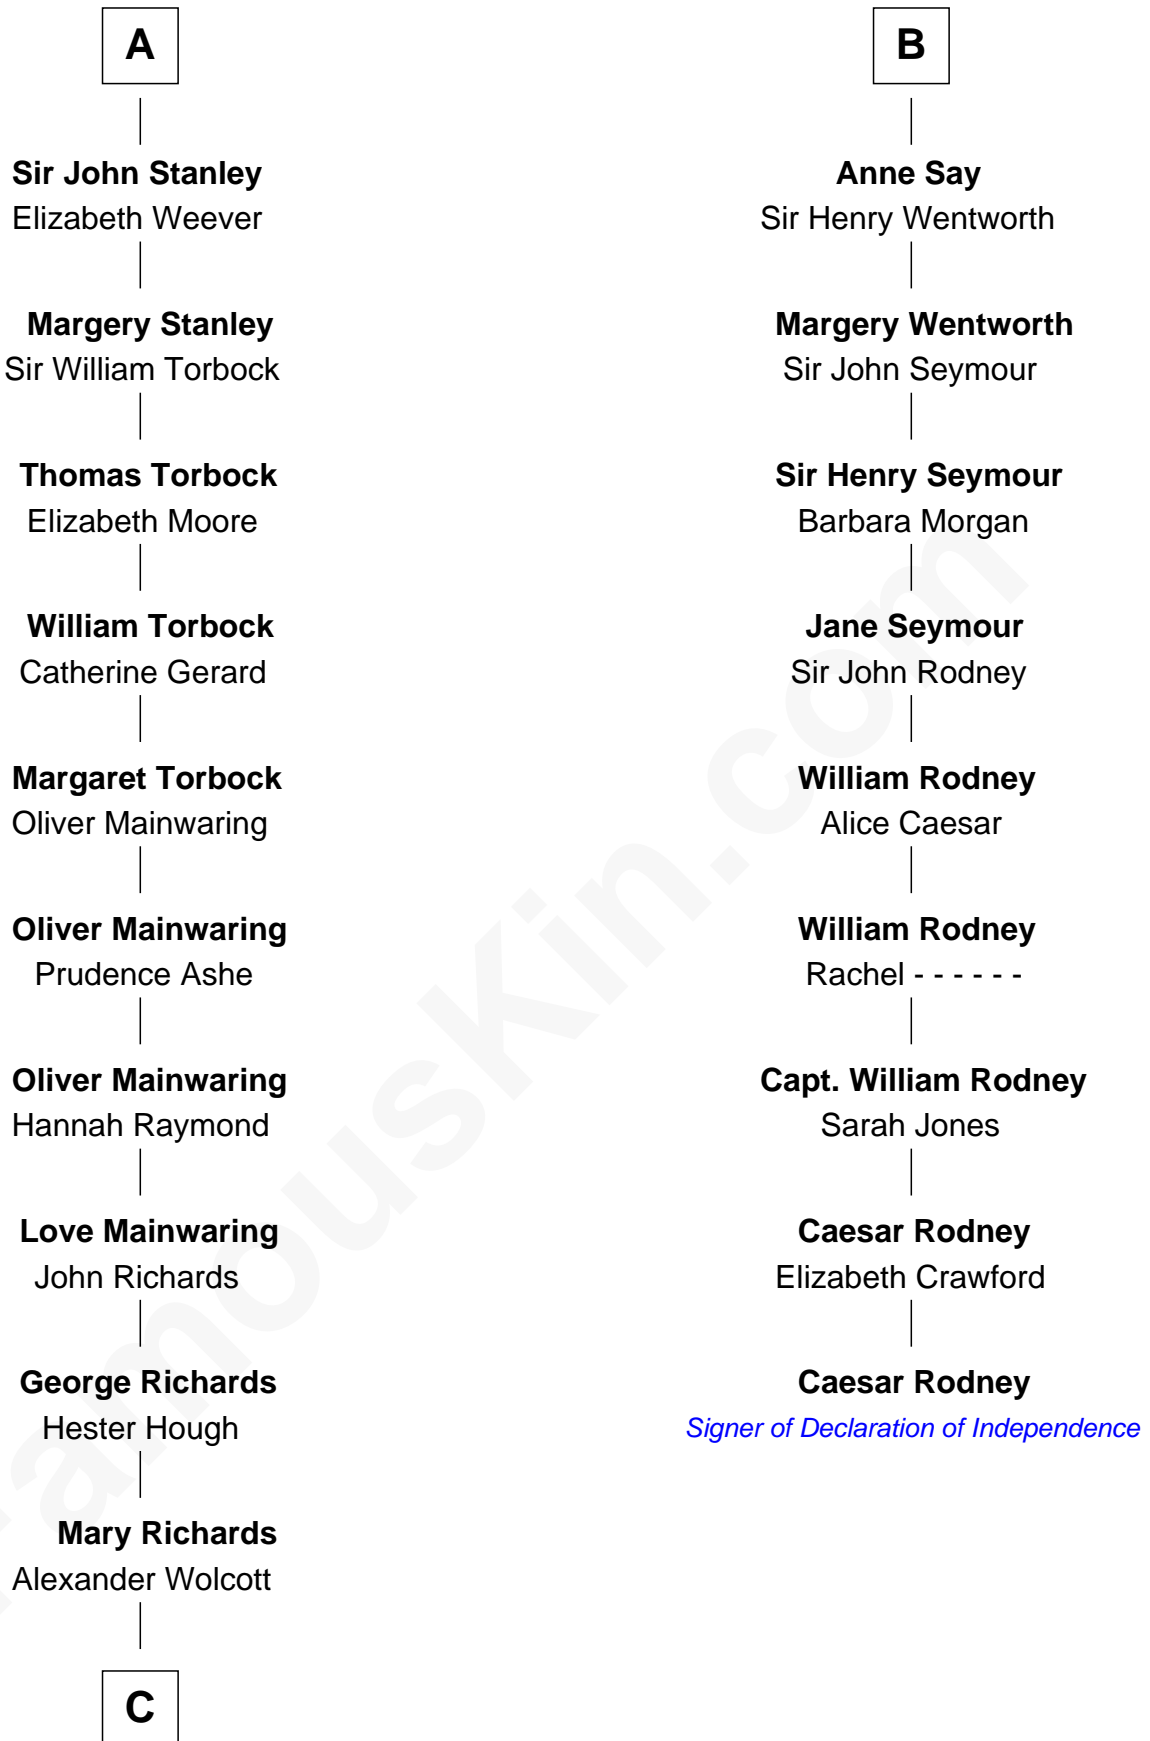 A
Sir John Stanley
Elizabeth Weever
Margery Stanley
Sir William Torbock
Thomas Torbock
Elizabeth Moore
William Torbock
Catherine Gerard
Margaret Torbock
Oliver Mainwaring
Oliver Mainwaring
Prudence Ashe
Oliver Mainwaring
Hannah Raymond
Love Mainwaring
John Richards
George Richards
Hester Hough
Mary Richards
Alexander Wolcott
C
B
Anne Say
Sir Henry Wentworth
Margery Wentworth
Sir John Seymour
Sir Henry Seymour
Barbara Morgan
Jane Seymour
Sir John Rodney
William Rodney
Alice Caesar
William Rodney
Rachel - - - - - -
Capt. William Rodney
Sarah Jones
Caesar Rodney
Elizabeth Crawford
Caesar Rodney
Signer of Declaration of Independence
FamousKin.com